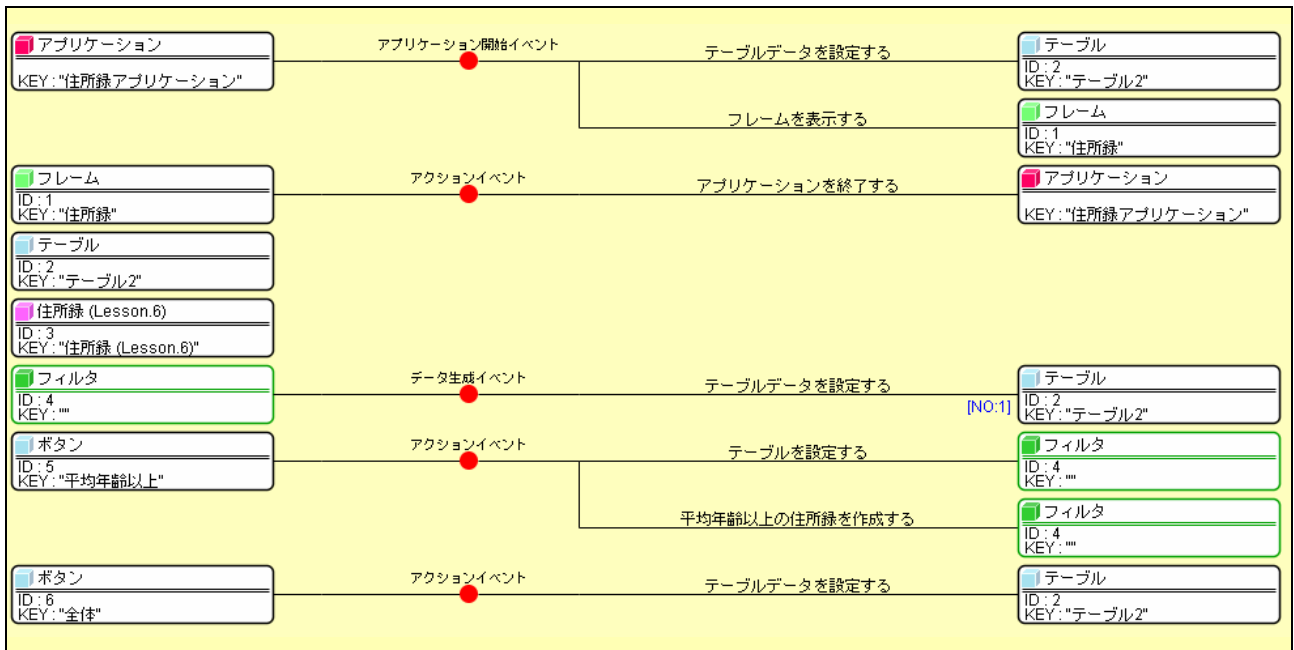 アプリケーション
KEY : "住所録アプリケーション"
アプリケーション開始イベント
テーブルデータを設定する
テーブル
ID : 2
KEY : "テーブル2"
フレームを表示する
フレーム
ID : 1
KEY : "住所録"
フレーム
ID : 1
KEY : "住所録"
アクションイベント
アプリケーションを終了する
アプリケーション
KEY : "住所録アプリケーション"
テーブル
ID : 2
KEY : "テーブル2"
住所録 (Lesson.6)
ID : 3
KEY : "住所録 (Lesson.6)"
フィルタ
ID : 4
KEY : ""
データ生成イベント
テーブルデータを設定する
[NO:1]
テーブル
ID : 2
KEY : "テーブル2"
ボタン
ID : 5
KEY : "平均年齢以上"
アクションイベント
テーブルを設定する
フィルタ
ID : 4
KEY : ""
平均年齢以上の住所録を作成する
フィルタ
ID : 4
KEY : ""
ボタン
ID : 6
KEY : "全体"
アクションイベント
テーブルデータを設定する
テーブル
ID : 2
KEY : "テーブル2"